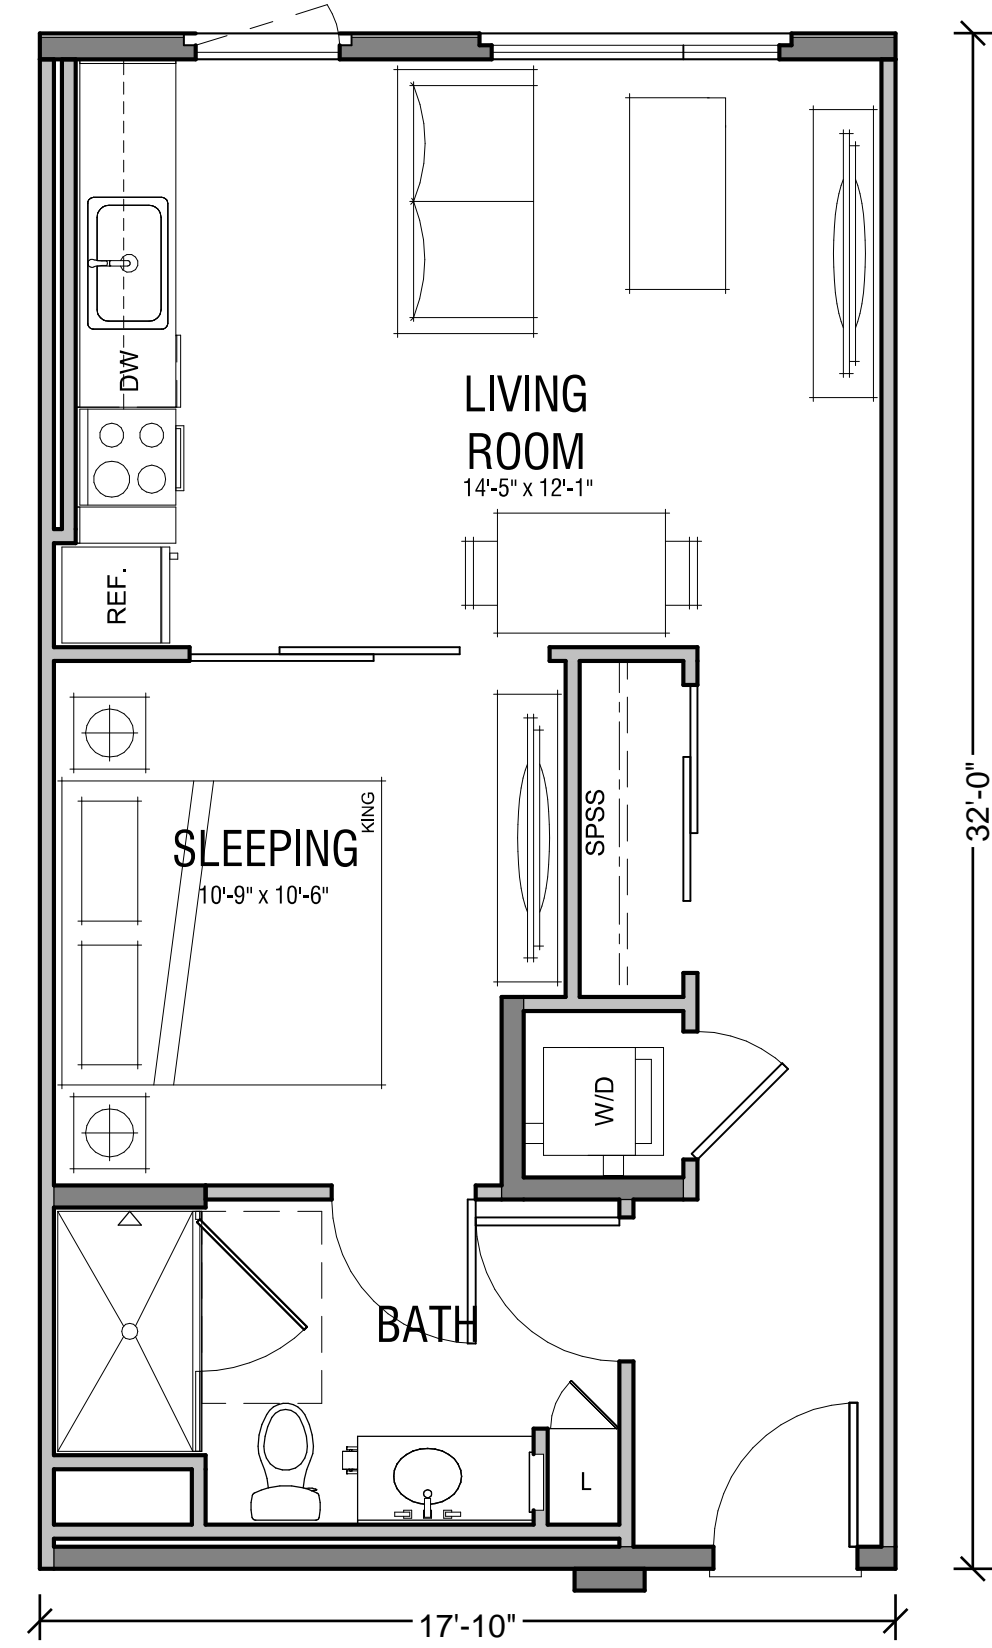 DW
LIVING
ROOM
14'-5" x 12'-1"
REF.
KING
SLEEPING
10'-9" x 10'-6"
SPSS
32'-0"
W/D
BATH
L
17'-10"